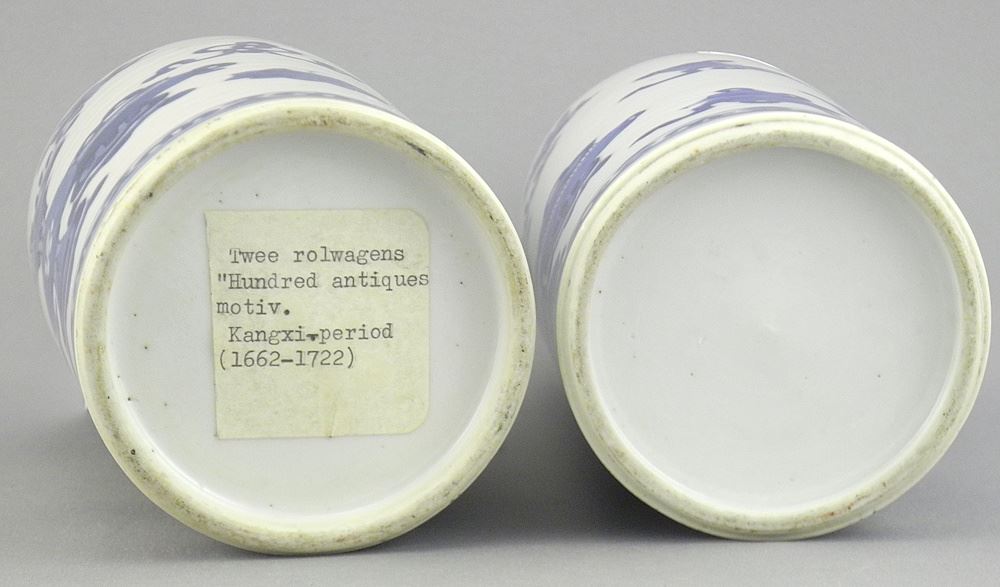 Twee rolwagens
"Hundred antiques
motiv.
Kangxi-period
(1662-1722)